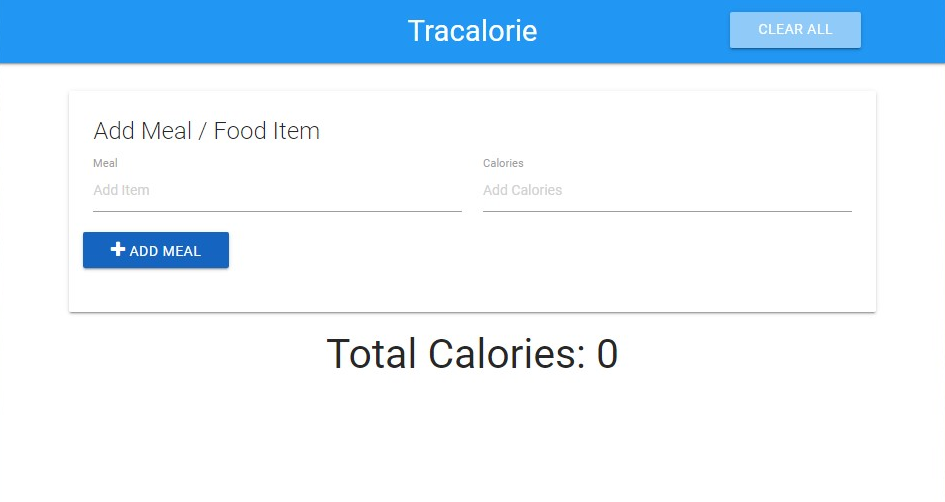 Tracalorie
CLEAR ALL
Add Meal / Food Item
Meal
Calories
Add Item
Add Calories
ADD MEAL
Total Calories: 0